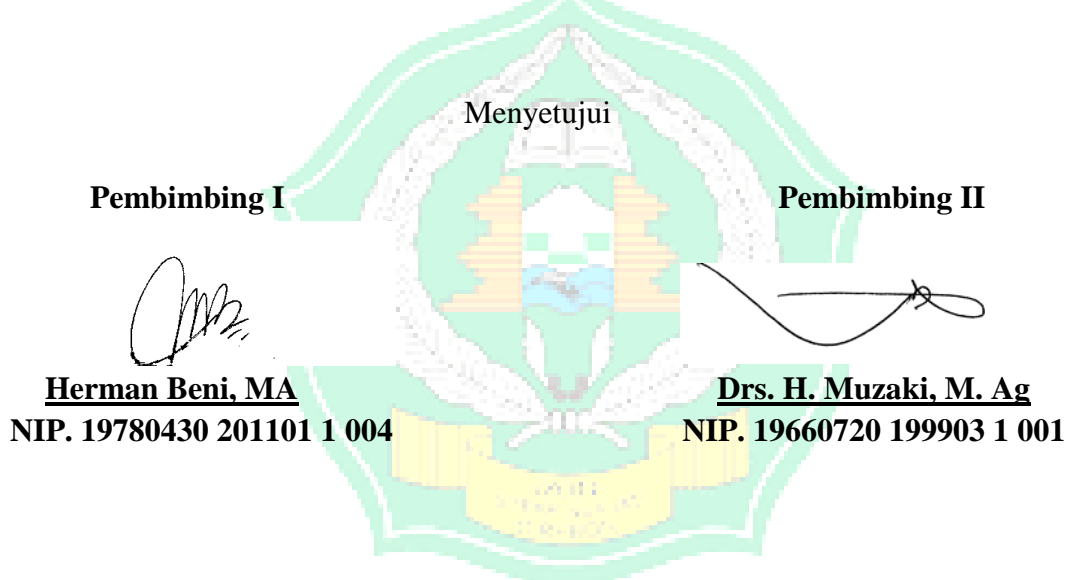 Menyetujui
Pembimbing I
Pembimbing II
Herman Beni, MA
Drs. H. Muzaki, M. Ag
NIP. 19780430 201101 1 004
NIP. 19660720 199903 1 001